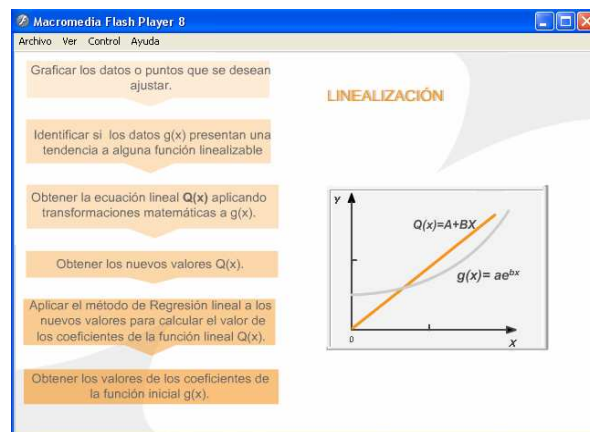 Macromedia Flash Player 8
Archivo Ver Control Ayuda
Graficar los datos o puntos que se desean
ajustar.
Identificar si los datos g(x) presentan una
tendencia a alguna función linealizable
Obtener la ecuación lineal Q(x) aplicando
transformaciones matemáticas a g(x).
Obtener los nuevos valores Q(x).
Aplicar el método de Regresión lineal a los
nuevos valores para calcular el valor de
los coeficientes de la función lineal Q(x).
Obtener los valores de los coeficientes de
la función inicial g(x).
LINEALIZACIÓN
Y
Q(x)=A+BX
g(x)= ae^bx
0
X